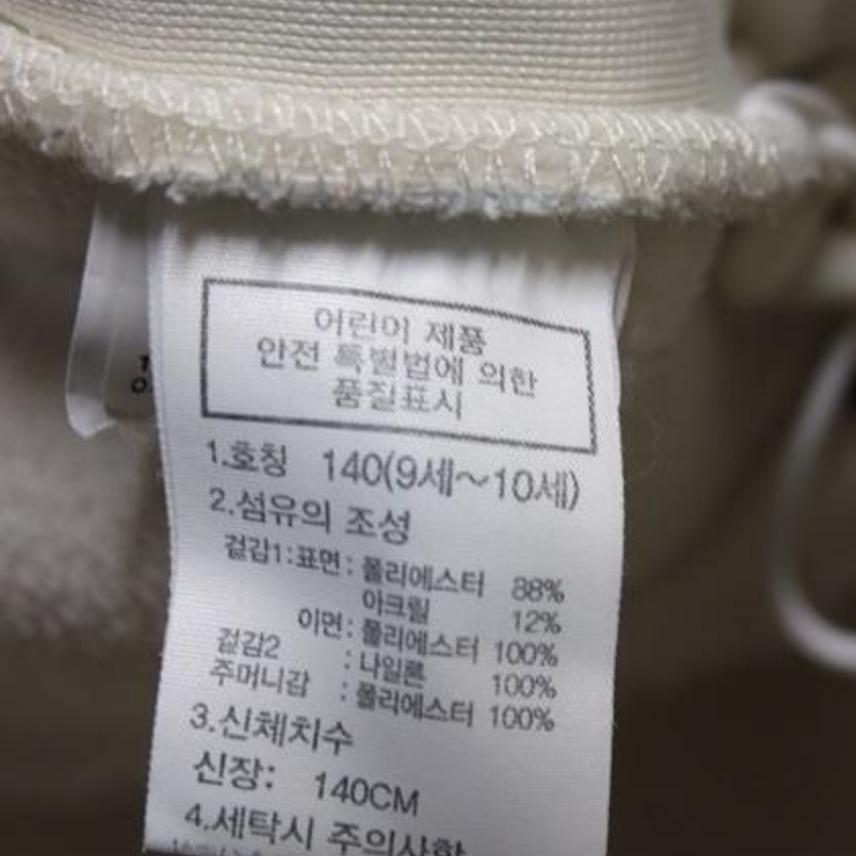 어린이 제품
안전 특별법에 의한
품질표시
1.호칭 140(9세~10세)
2.섬유의 조성
겉감1:표면: 폴리에스터 88%
아크릴 12%
이면: 폴리에스터 100%
겉감2 : 나일론 100%
주머니감 : 폴리에스터 100%
3.신체치수
신장: 140CM
4.세탁시 주의사항